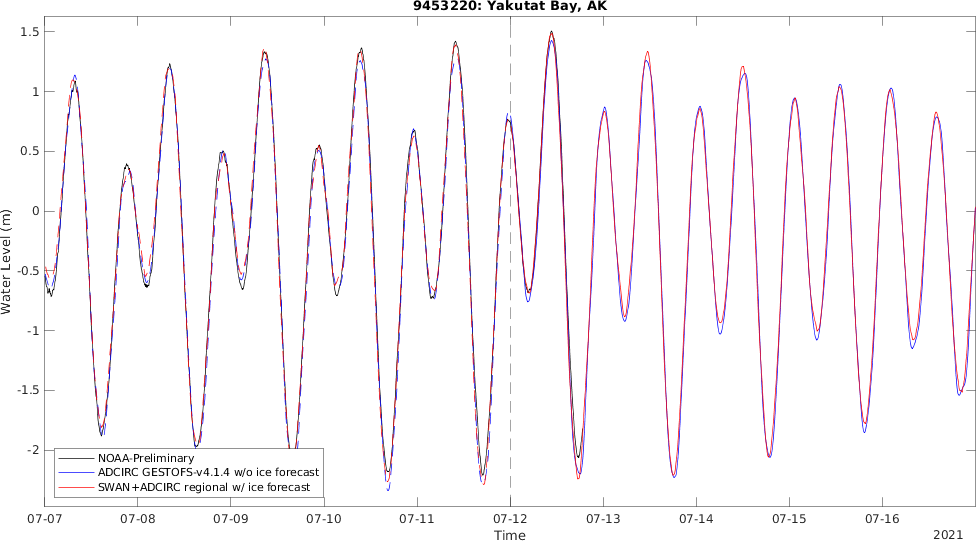 9453220: Yakutat Bay, AK
1.5
1
0.5
0
-0.5
-1
-1.5
-2
Water Level (m)
NOAA-Preliminary
ADCIRC GESTOFS-v4.1.4 w/o ice forecast
SWAN+ADCIRC regional w/ ice forecast
07-07 07-08 07-09 07-10 07-11 07-12 07-13 07-14 07-15 07-16
Time
2021